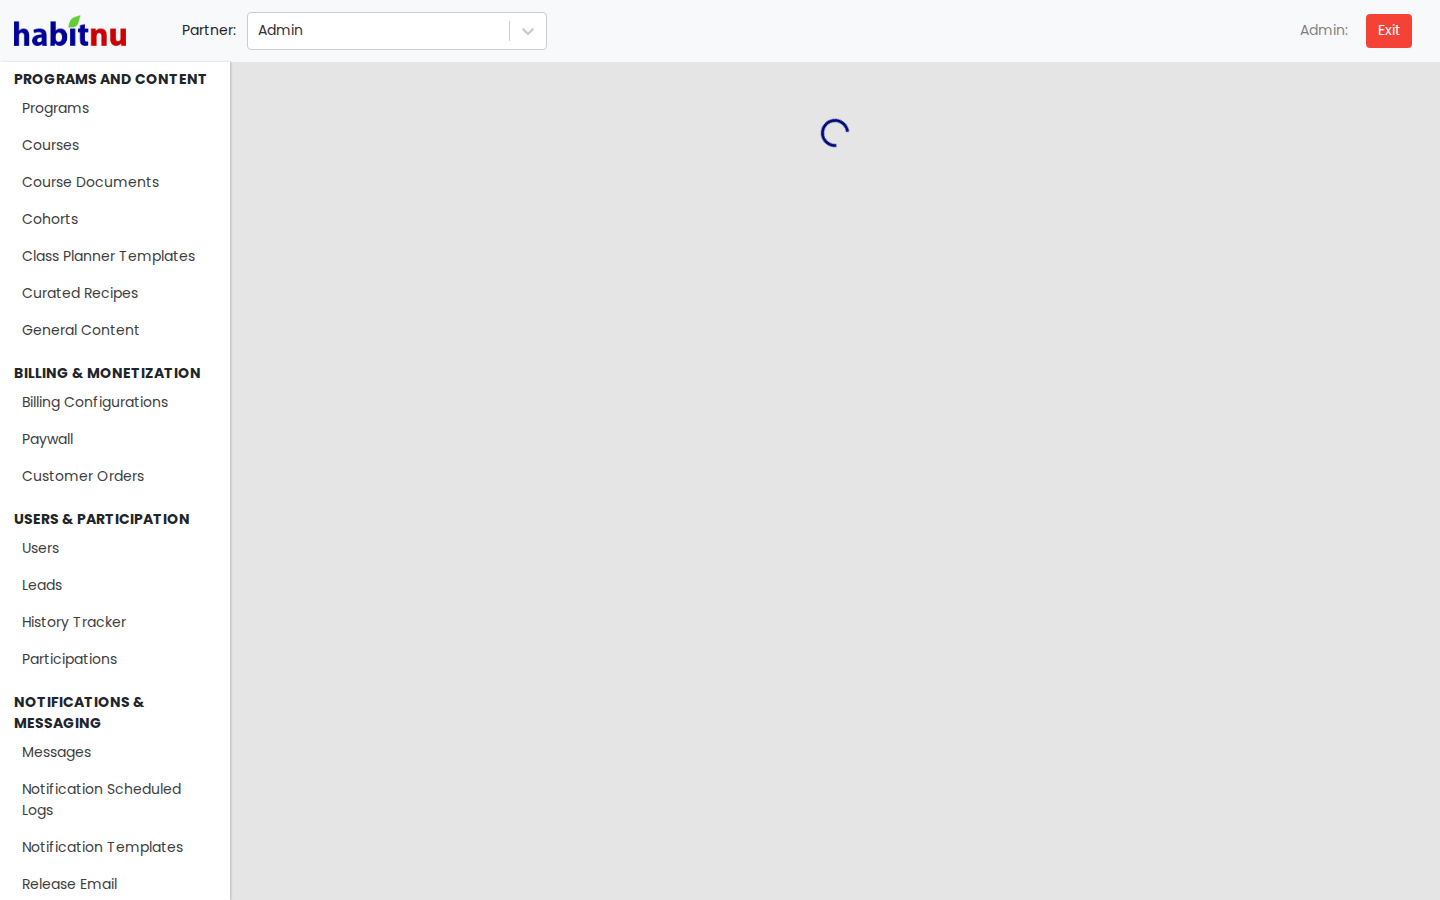 habitnu
Partner:
Admin
Admin:
Exit
PROGRAMS AND CONTENT
Programs
Courses
Course Documents
Cohorts
Class Planner Templates
Curated Recipes
General Content
BILLING & MONETIZATION
Billing Configurations
Paywall
Customer Orders
USERS & PARTICIPATION
Users
Leads
History Tracker
Participations
NOTIFICATIONS &
MESSAGING
Messages
Notification Scheduled
Logs
Notification Templates
Release Email